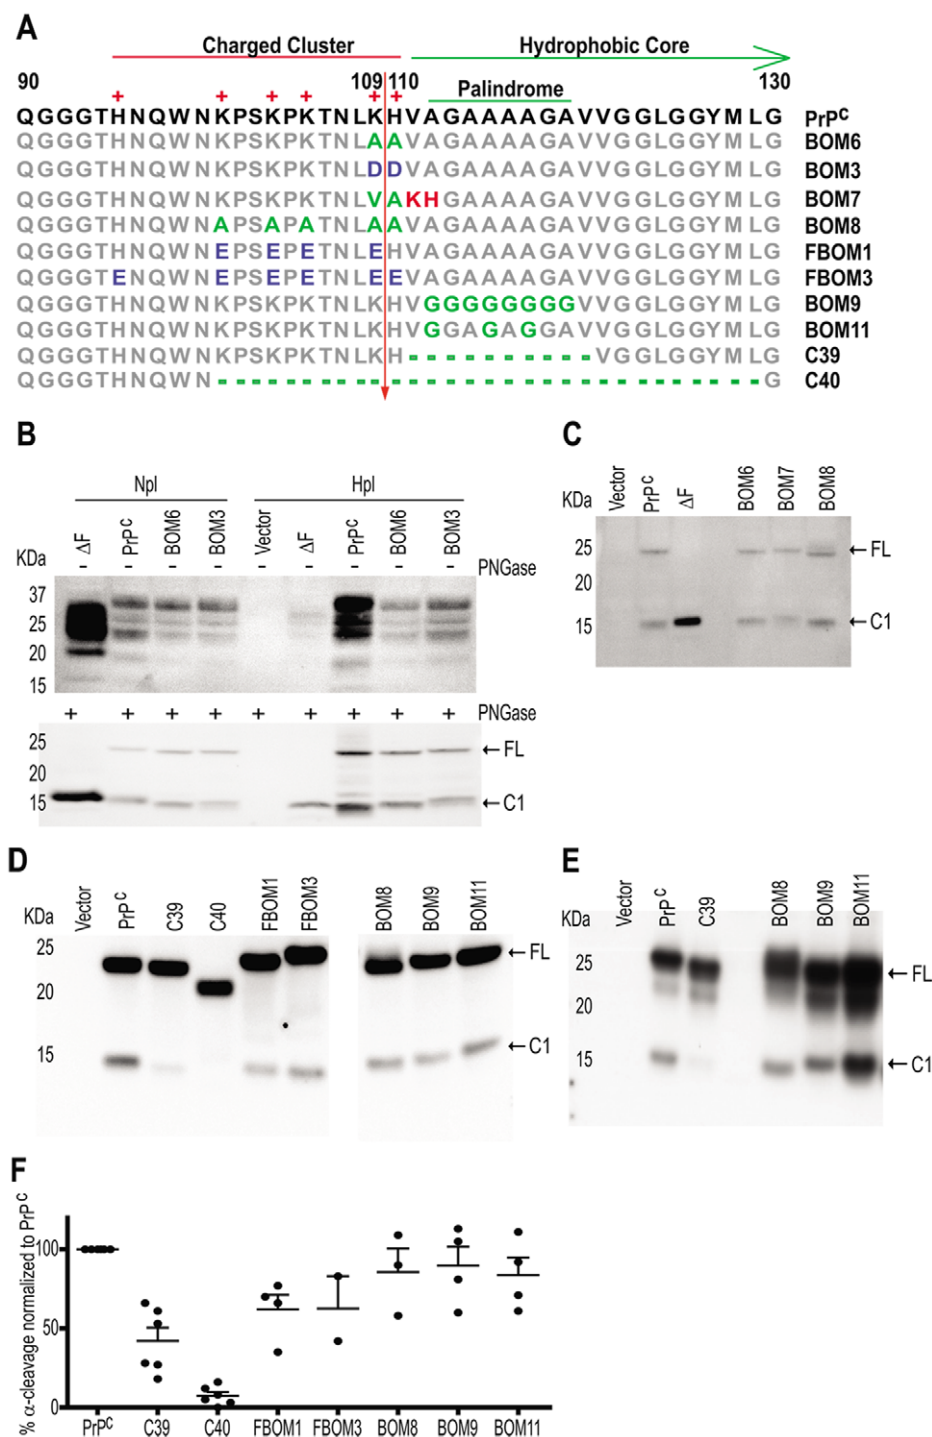 A
Charged Cluster Hydrophobic Core
90 109 110 130
+ + + + + + Palindrome
QGGGTHNQWNKPSKPKTNLKHVAGAAAAGAVVGGLGGYMLG PrPC
QGGGTHNQWNKPSKPKTNLAAVAGAAAAGAVVGGLGGYMLG BOM6
QGGGTHNQWNKPSKPKTNLDDVAGAAAAGAVVGGLGGYMLG BOM3
QGGGTHNQWNKPSKPKTNLVAKHGAAAAGAVVGGLGGYMLG BOM7
QGGGTHNQWNAPSAPATNLAAVAGAAAAGAVVGGLGGYMLG BOM8
QGGGTHNQWNEPSEPETNLEHVAGAAAAGAVVGGLGGYMLG FBOM1
QGGGTENQWNEPSEPETNLEEVAGAAAAGAVVGGLGGYMLG FBOM3
QGGGTHNQWNKPSKPKTNLKHVGGGGGGGGVVGGLGGYMLG BOM9
QGGGTHNQWNKPSKPKTNLKHVGGAGAGGAVVGGLGGYMLG BOM11
QGGGTHNQWNKPSKPKTNLKH---------VGGLGGYMLG C39
QGGGTHNQWN-----------------------------G C40
B
NpI HpI
ΔF PrPC BOM6 BOM3 Vector ΔF PrPC BOM6 BOM3
KDa - - - - - - - - - PNGase
37
25
20
15
+ + + + + + + + + PNGase
25 ←FL
20
15 ←C1
C
KDa Vector PrPC ΔF BOM6 BOM7 BOM8
25 ←FL
20
15 ←C1
D
KDa Vector PrPC C39 C40 FBOM1 FBOM3 BOM8 BOM9 BOM11
25 ←FL
20
15 ←C1
E
KDa Vector PrPC C39 BOM8 BOM9 BOM11
25 ←FL
20
15 ←C1
F
% α-cleavage normalized to PrPC
100
50
0
PrPC C39 C40 FBOM1 FBOM3 BOM8 BOM9 BOM11